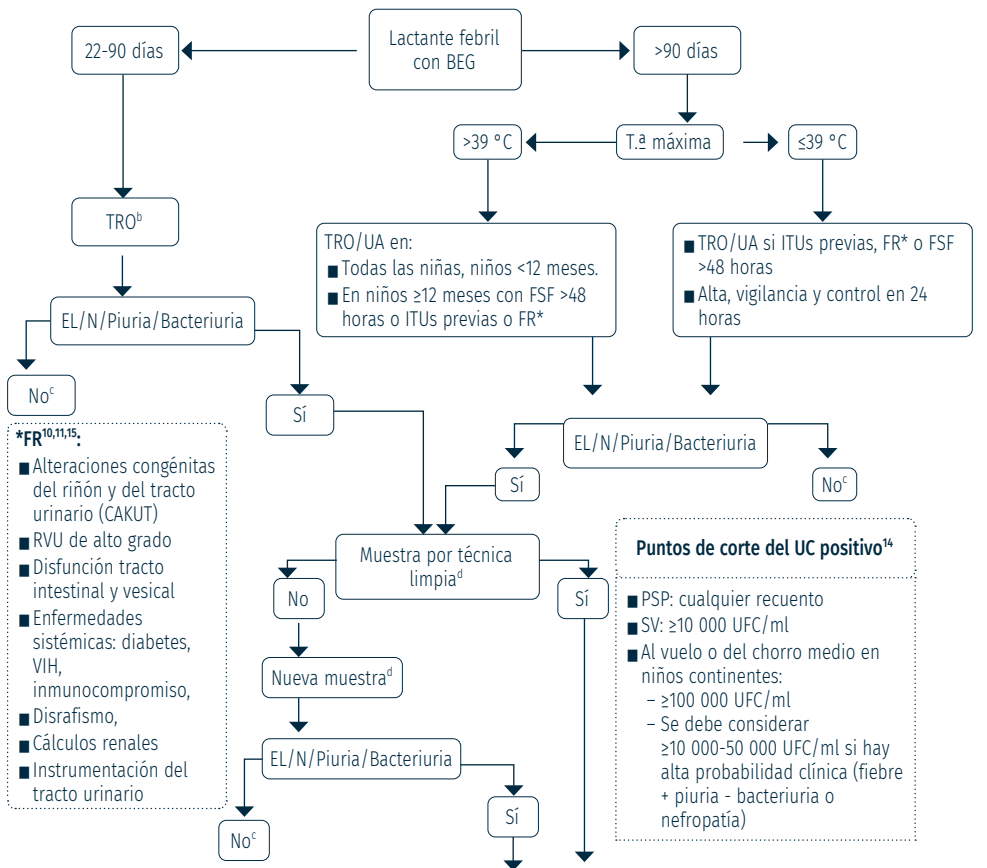 Lactante febril
con BEG
22-90 días
>90 días
>39 °C
T.ª máxima
≤39 °C
TROᵇ
TRO/UA en:
■ Todas las niñas, niños <12 meses.
■ En niños ≥12 meses con FSF >48
horas o ITUs previas o FR*
■ TRO/UA si ITUs previas, FR* o FSF
>48 horas
■ Alta, vigilancia y control en 24
horas
EL/N/Piuria/Bacteriuria
Noᶜ
Sí
EL/N/Piuria/Bacteriuria
Sí
Noᶜ
*FR¹⁰,¹¹,¹⁵:
■ Alteraciones congénitas
del riñón y del tracto
urinario (CAKUT)
■ RVU de alto grado
■ Disfunción tracto
intestinal y vesical
■ Enfermedades
sistémicas: diabetes,
VIH,
inmunocompromiso,
■ Disrafismo,
■ Cálculos renales
■ Instrumentación del
tracto urinario
Muestra por técnica
limpiaᵈ
No
Sí
Nueva muestraᵈ
EL/N/Piuria/Bacteriuria
Noᶜ
Sí
Puntos de corte del UC positivo¹⁴
■ PSP: cualquier recuento
■ SV: ≥10 000 UFC/ml
■ Al vuelo o del chorro medio en
niños continentes:
– ≥100 000 UFC/ml
– Se debe considerar
≥10 000-50 000 UFC/ml si hay
alta probabilidad clínica (fiebre
+ piuria - bacteriuria o
nefropatía)